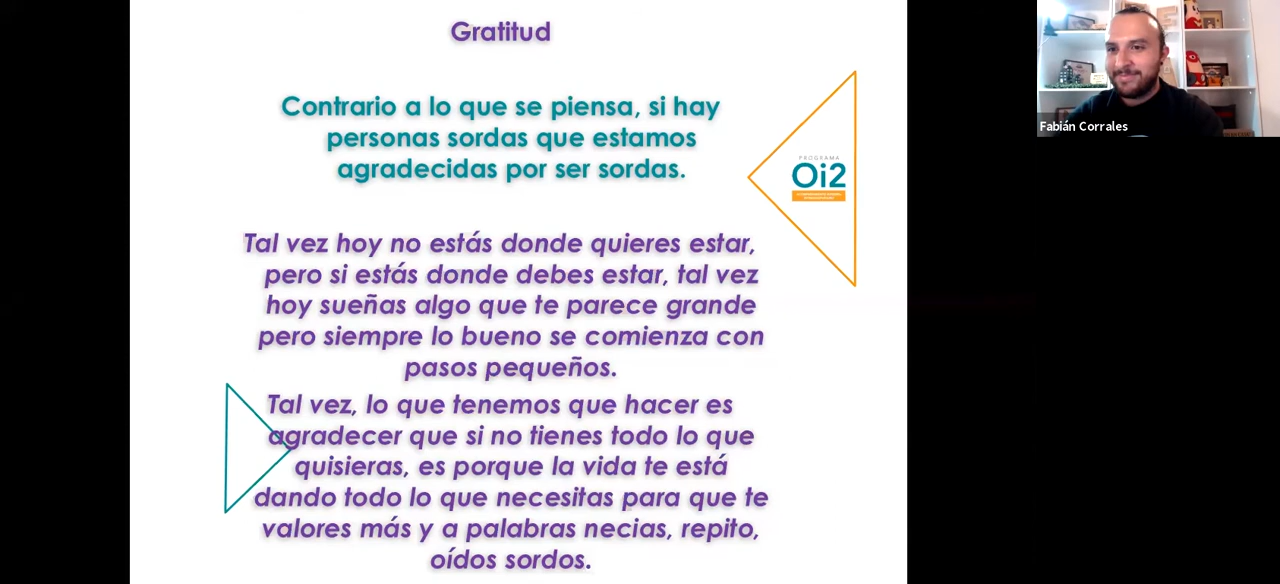 Gratitud
Contrario a lo que se piensa, si hay
personas sordas que estamos
agradecidas por ser sordas.
PROGRAMA
Oi2
Tal vez hoy no estás donde quieres estar,
pero si estás donde debes estar, tal vez
hoy sueñas algo que te parece grande
pero siempre lo bueno se comienza con
pasos pequeños.
Tal vez, lo que tenemos que hacer es
agradecer que si no tienes todo lo que
quisieras, es porque la vida te está
dando todo lo que necesitas para que te
valores más y a palabras necias, repito,
oídos sordos.
Fabián Corrales